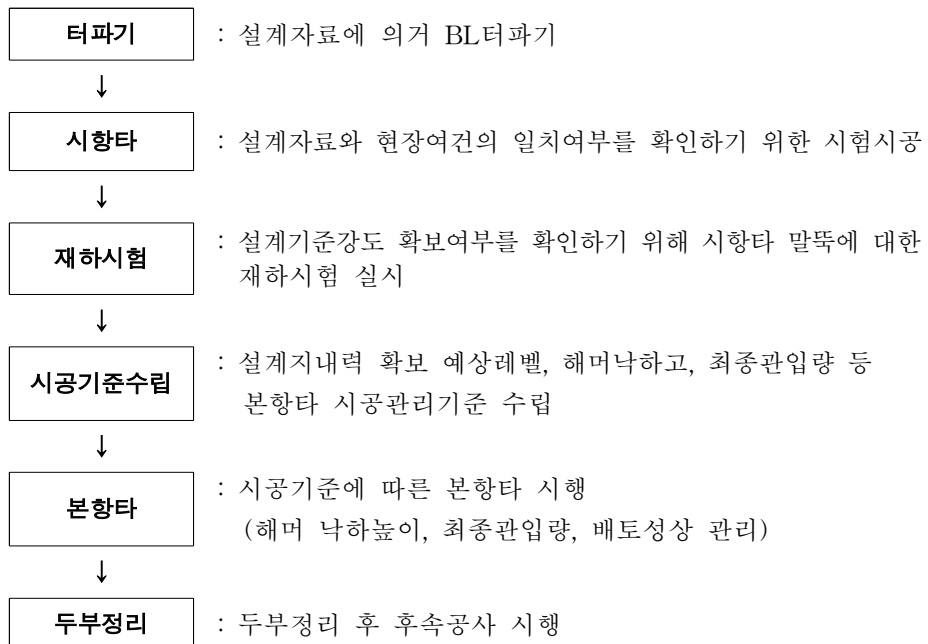 터파기 : 설계자료에 의거 BL터파기
↓
시항타 : 설계자료와 현장여건의 일치여부를 확인하기 위한 시험시공
↓
재하시험 : 설계기준강도 확보여부를 확인하기 위해 시항타 말뚝에 대한
재하시험 실시
↓
시공기준수립 : 설계지내력 확보 예상레벨, 해머낙하고, 최종관입량 등
본항타 시공관리기준 수립
↓
본항타 : 시공기준에 따른 본항타 시행
(해머 낙하높이, 최종관입량, 배토성상 관리)
↓
두부정리 : 두부정리 후 후속공사 시행